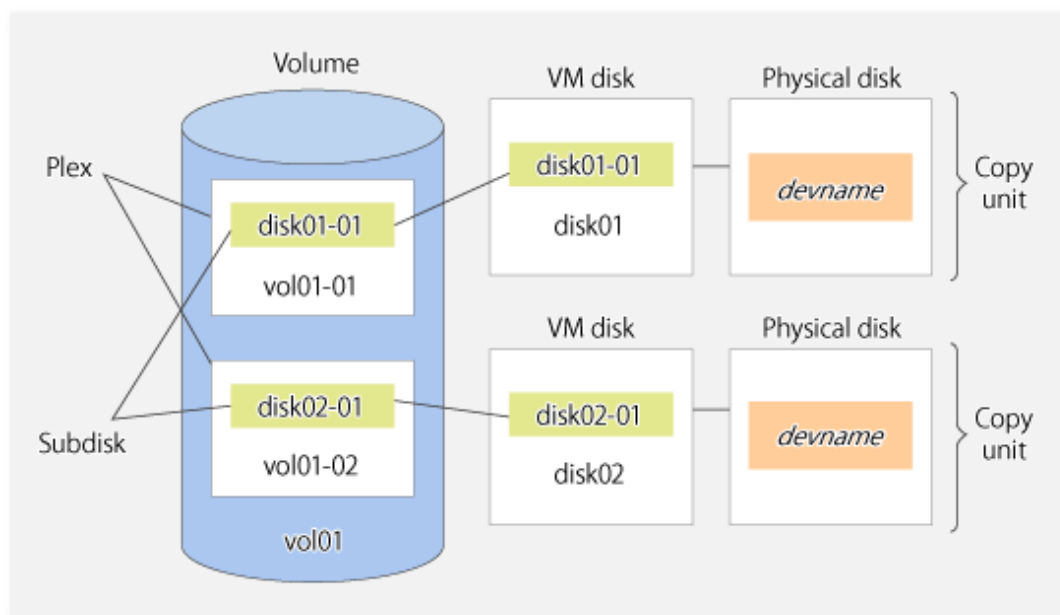 Volume
VM disk
Physical disk
Plex
disk01-01
vol01-01
disk01-01
disk01
devname
Copy
unit
VM disk
Physical disk
Subdisk
disk02-01
vol01-02
vol01
disk02-01
disk02
devname
Copy
unit